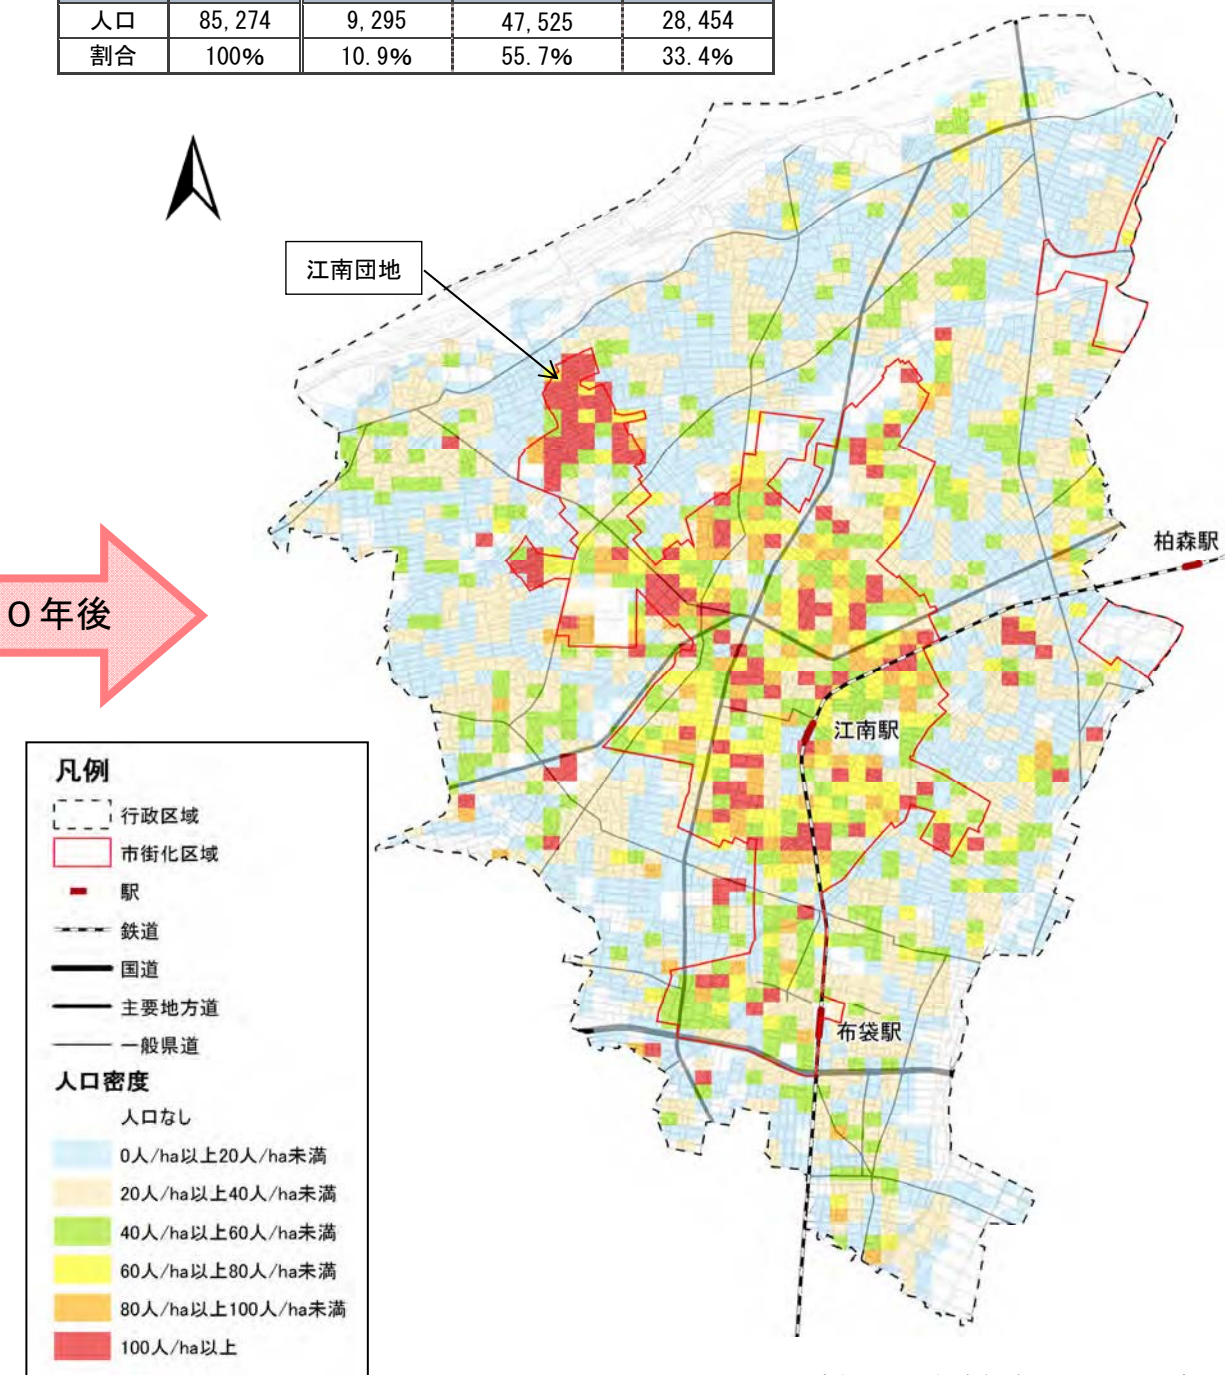 人口 85,274 9,295 47,525 28,454
割合 100% 10.9% 55.7% 33.4%
江南団地
柏森駅
0年後
江南駅
布袋駅
凡例
行政区域
市街化区域
駅
鉄道
国道
主要地方道
一般県道
人口密度
人口なし
0人/ha以上20人/ha未満
20人/ha以上40人/ha未満
40人/ha以上60人/ha未満
60人/ha以上80人/ha未満
80人/ha以上100人/ha未満
100人/ha以上